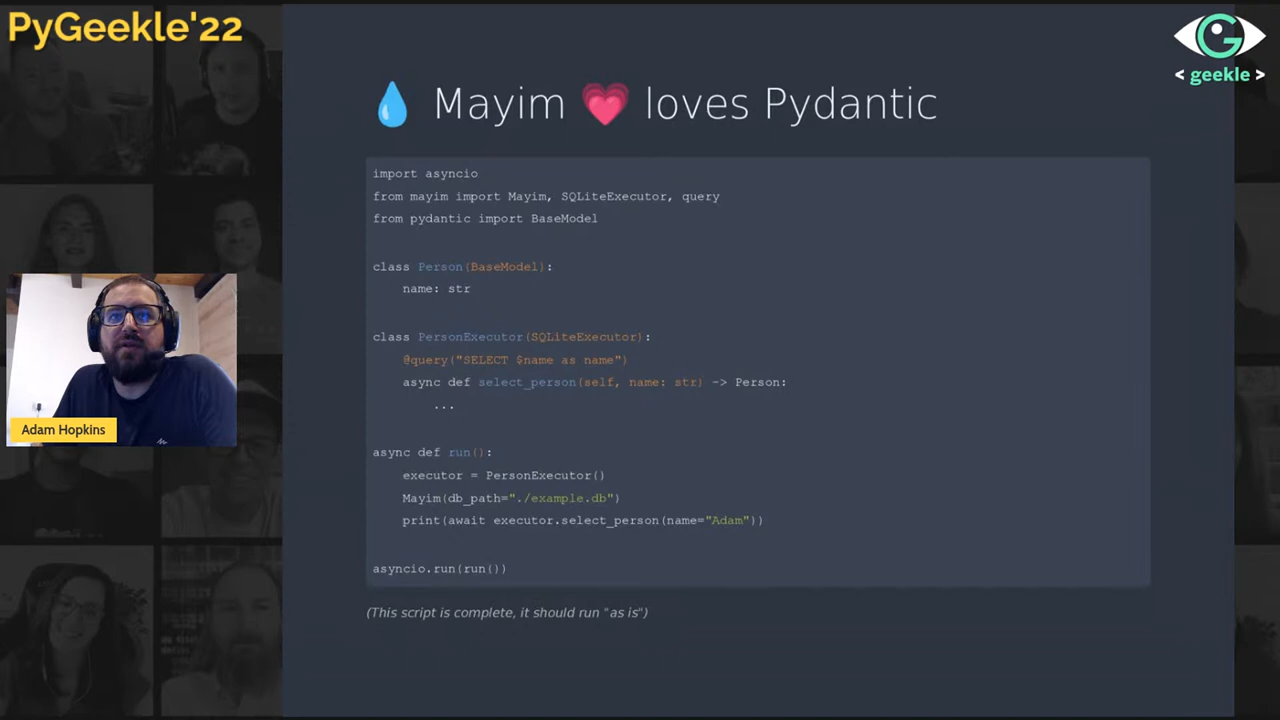 PyGeekle'22
< geekle >
Mayim loves Pydantic
import asyncio
from mayim import Mayim, SQLiteExecutor, query
from pydantic import BaseModel
class Person(BaseModel):
name: str
class PersonExecutor(SQLiteExecutor):
@query("SELECT $name as name")
async def select_person(self, name: str) -> Person:
...
async def run():
executor = PersonExecutor()
Mayim(db_path="./example.db")
print(await executor.select_person(name="Adam"))
asyncio.run(run())
(This script is complete, it should run "as is")
Adam Hopkins